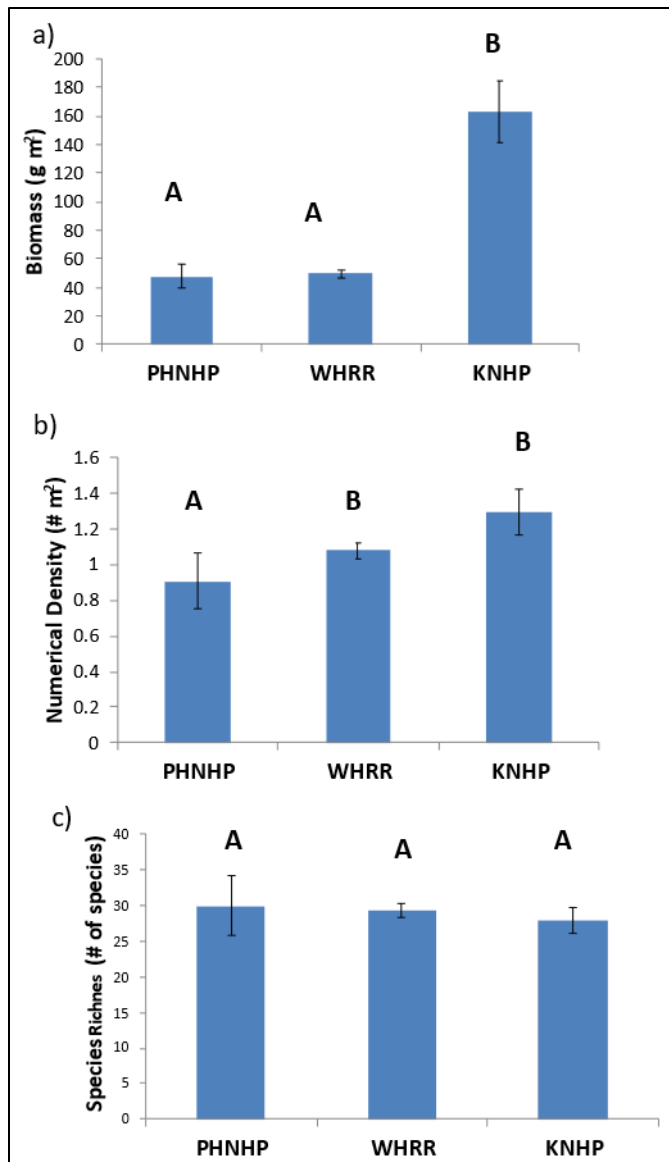 a)
B
A
A
Biomass (g m²)
200
180
160
140
120
100
80
60
40
20
0
PHNHP WHRR KNHP
b)
A
B
B
Numerical Density (# m²)
1.6
1.4
1.2
1
0.8
0.6
0.4
0.2
0
PHNHP WHRR KNHP
c)
A A A
Species Richnes (# of species)
40
35
30
25
20
15
10
5
0
PHNHP WHRR KNHP